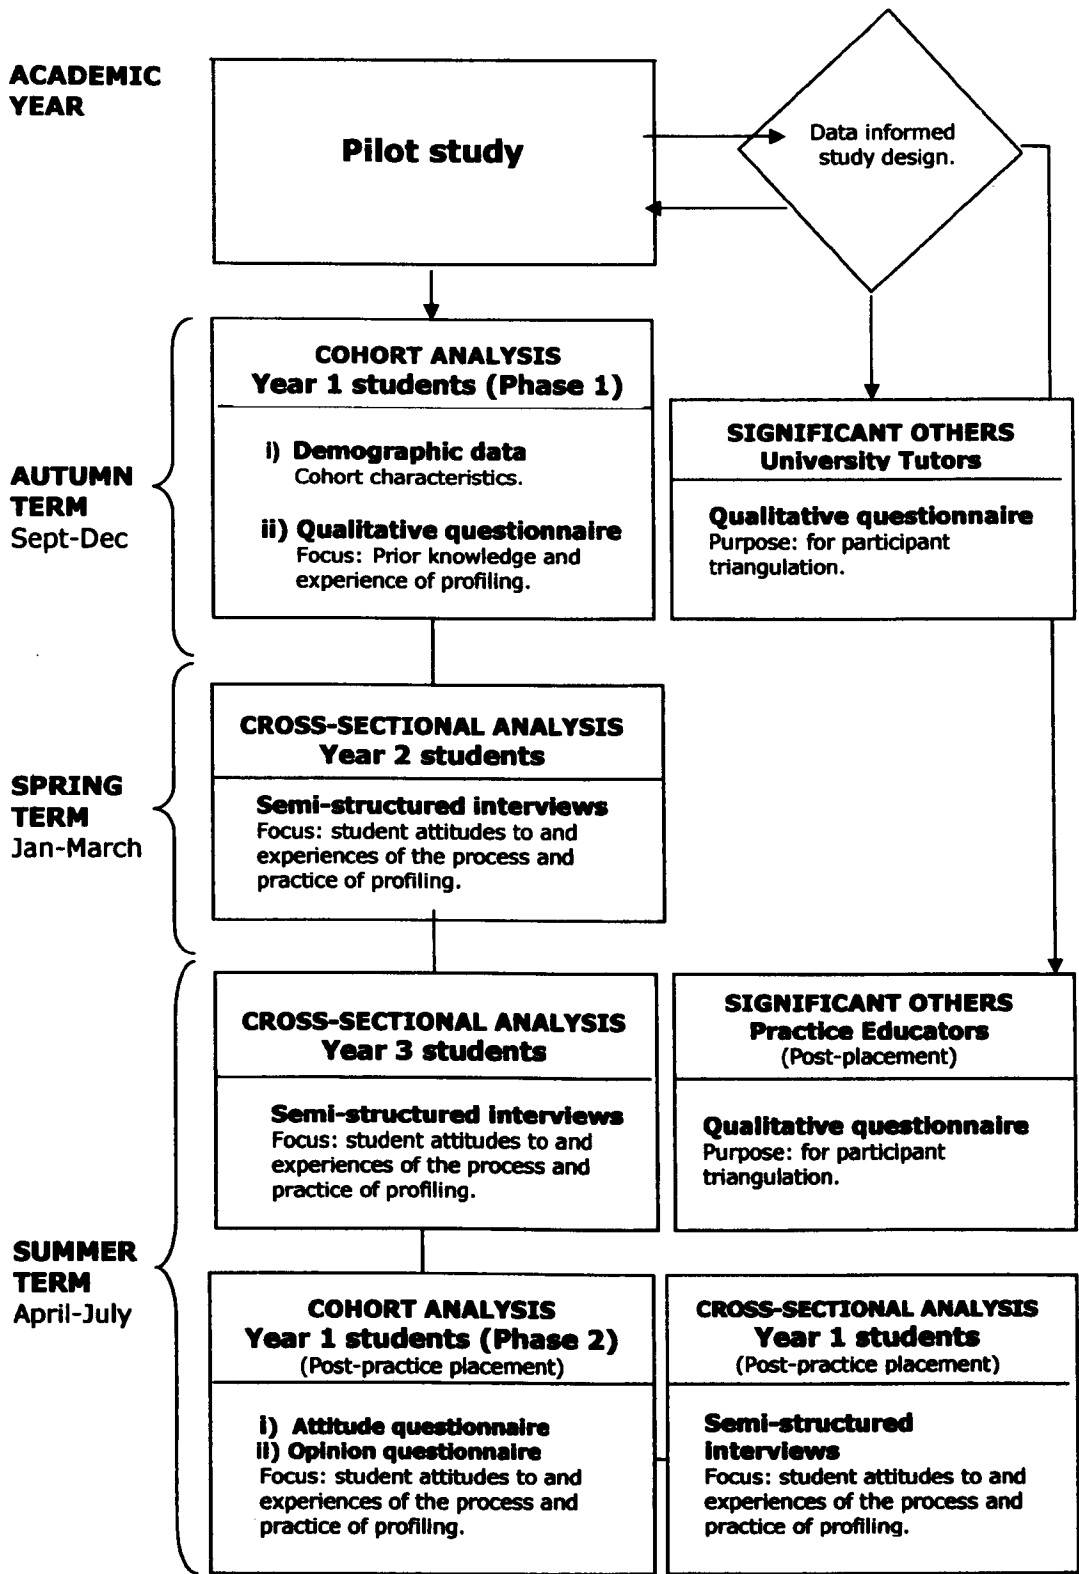 ACADEMIC
YEAR
Pilot study
Data informed
study design.
AUTUMN
TERM
Sept-Dec
COHORT ANALYSIS
Year 1 students (Phase 1)
i) Demographic data
Cohort characteristics.
ii) Qualitative questionnaire
Focus: Prior knowledge and
experience of profiling.
SIGNIFICANT OTHERS
University Tutors
Qualitative questionnaire
Purpose: for participant
triangulation.
SPRING
TERM
Jan-March
CROSS-SECTIONAL ANALYSIS
Year 2 students
Semi-structured interviews
Focus: student attitudes to and
experiences of the process and
practice of profiling.
SUMMER
TERM
April-July
CROSS-SECTIONAL ANALYSIS
Year 3 students
Semi-structured interviews
Focus: student attitudes to and
experiences of the process and
practice of profiling.
SIGNIFICANT OTHERS
Practice Educators
(Post-placement)
Qualitative questionnaire
Purpose: for participant
triangulation.
COHORT ANALYSIS
Year 1 students (Phase 2)
(Post-practice placement)
i) Attitude questionnaire
ii) Opinion questionnaire
Focus: student attitudes to and
experiences of the process and
practice of profiling.
CROSS-SECTIONAL ANALYSIS
Year 1 students
(Post-practice placement)
Semi-structured
interviews
Focus: student attitudes to and
experiences of the process and
practice of profiling.